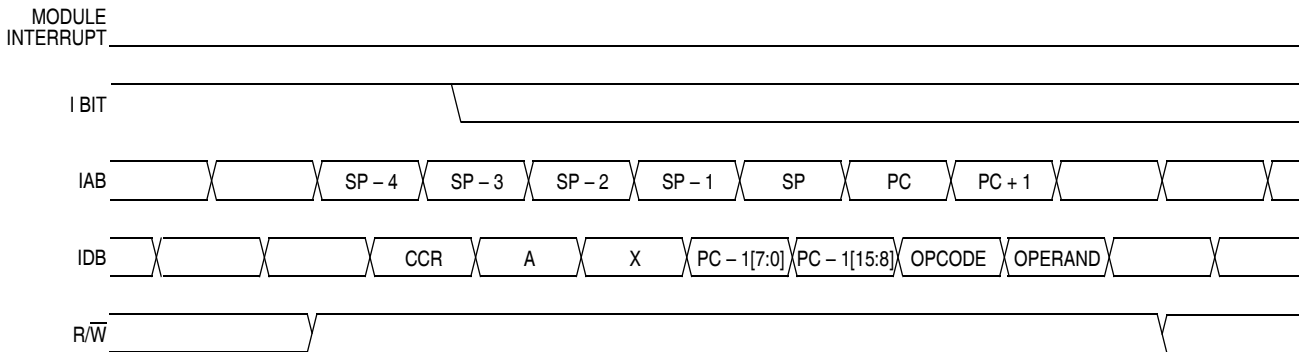 MODULE
INTERRUPT
I BIT
IAB SP – 4 SP – 3 SP – 2 SP – 1 SP PC PC + 1
IDB CCR A X PC – 1[7:0] PC – 1[15:8] OPCODE OPERAND
R/W̅